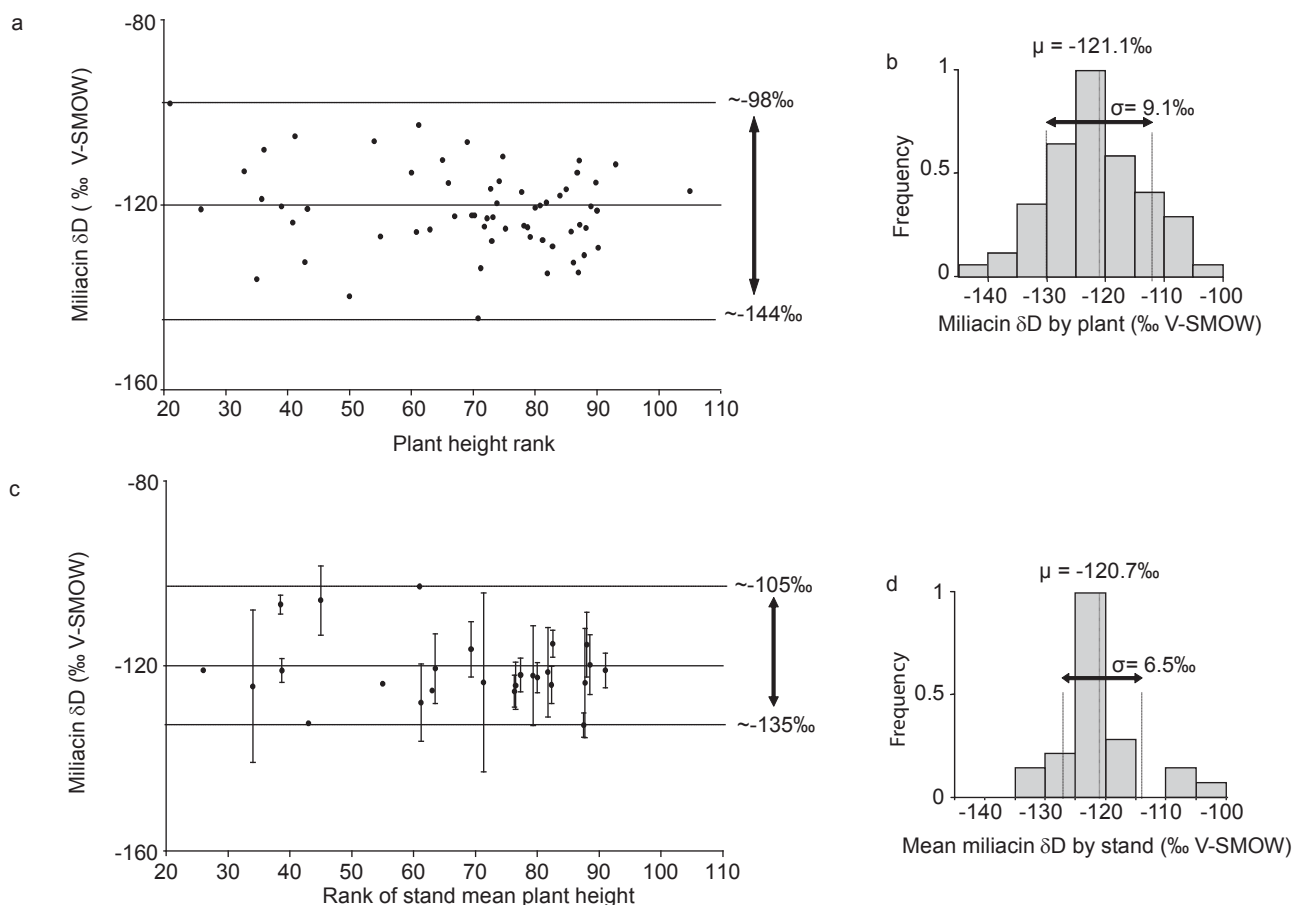 a
-80
-120
-160
Miliacin δD ( ‰ V-SMOW)
~-98‰
~-144‰
20 30 40 50 60 70 80 90 100 110
Plant height rank
b
μ = -121.1‰
σ= 9.1‰
1
0.5
0
Frequency
-140 -130 -120 -110 -100
Miliacin δD by plant (‰ V-SMOW)
c
-80
-120
-160
Miliacin δD (‰ V-SMOW)
~-105‰
~-135‰
20 30 40 50 60 70 80 90 100 110
Rank of stand mean plant height
d
μ = -120.7‰
σ= 6.5‰
1
0.5
0
Frequency
-140 -130 -120 -110 -100
Mean miliacin δD by stand (‰ V-SMOW)